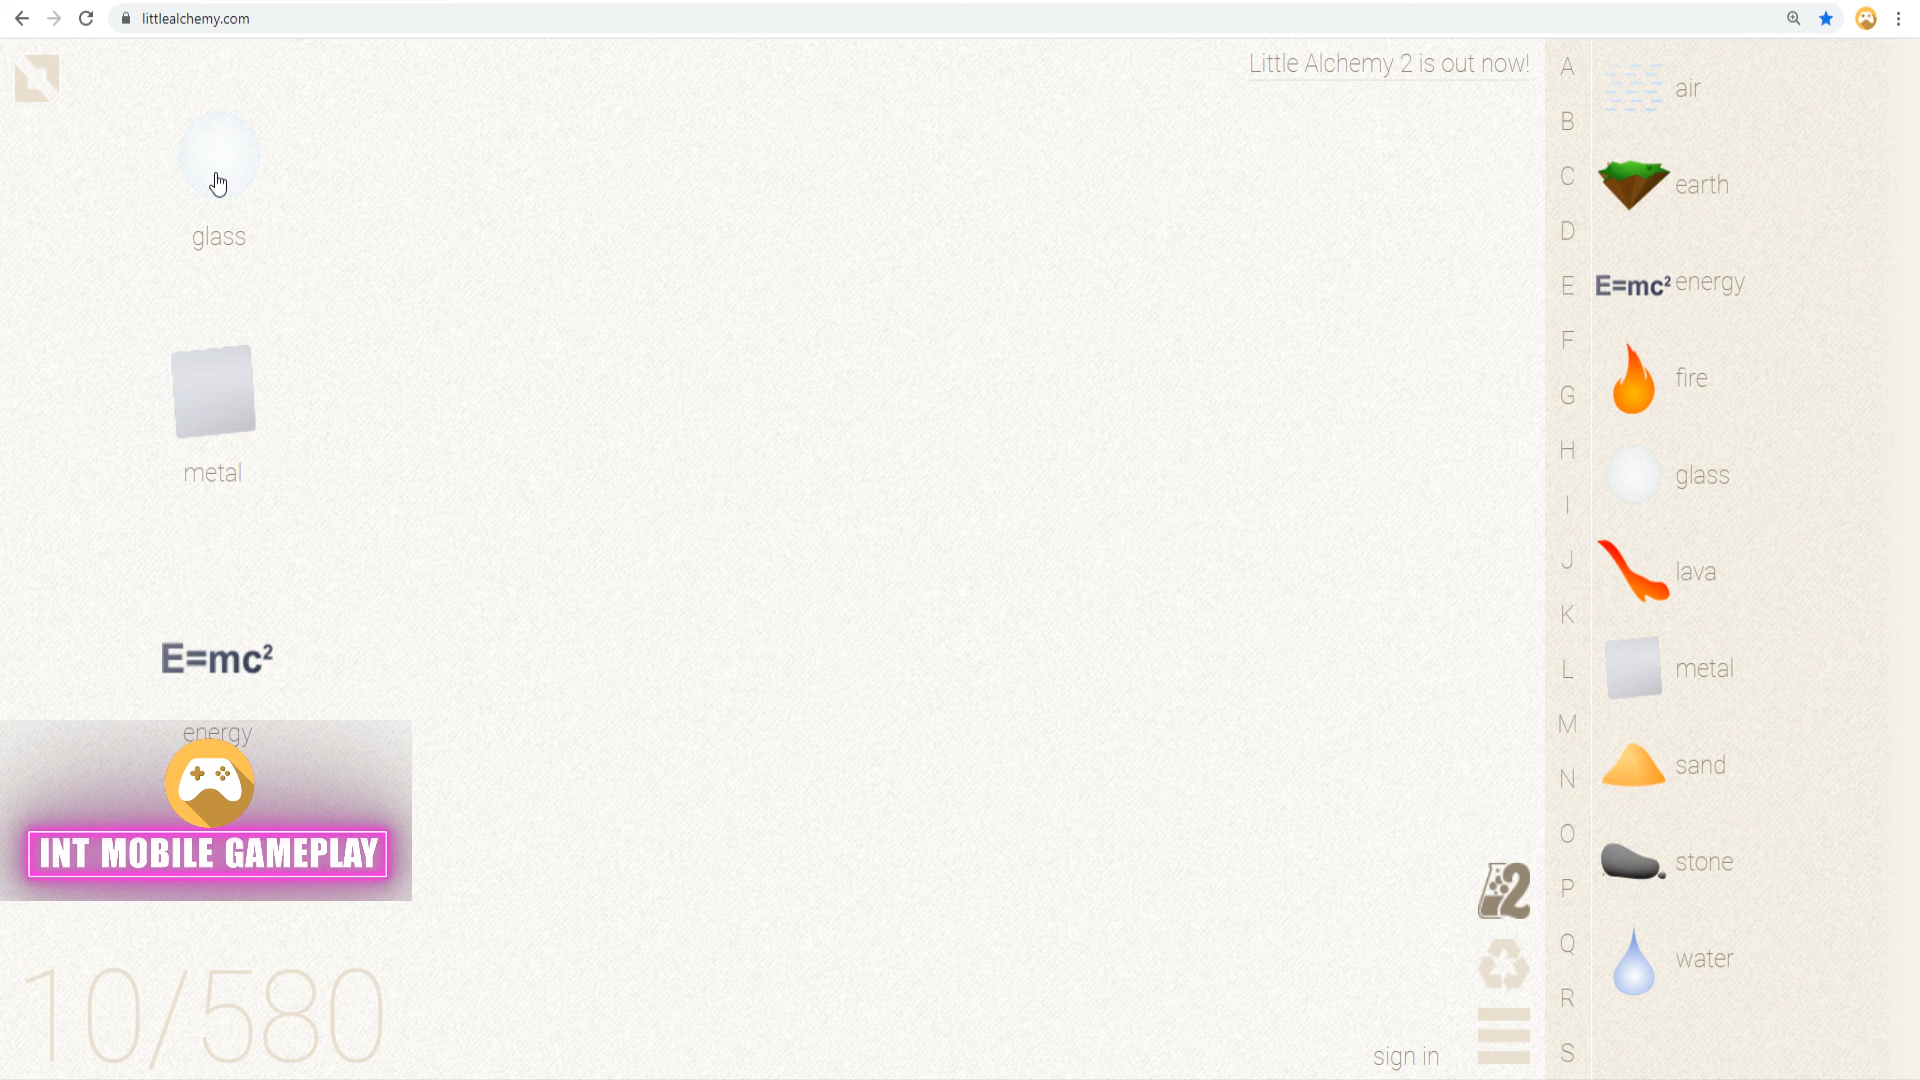 littlealchemy.com
Little Alchemy 2 is out now!
glass
metal
E=mc²
energy
INT MOBILE GAMEPLAY
10/580
2
sign in
A
B
C
D
E
F
G
H
I
J
K
L
M
N
O
P
Q
R
S
air
earth
E=mc² energy
fire
glass
lava
metal
sand
stone
water